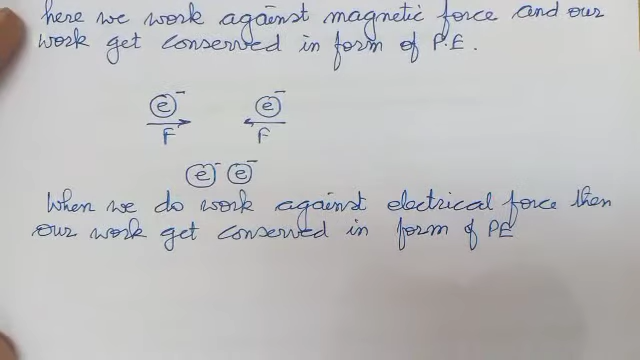 here we work against magnetic force and our
work get conserved in form of P.E.
e⁻ e⁻
F F
e⁻ e⁻
When we do work against electrical force then
our work get conserved in form of PE